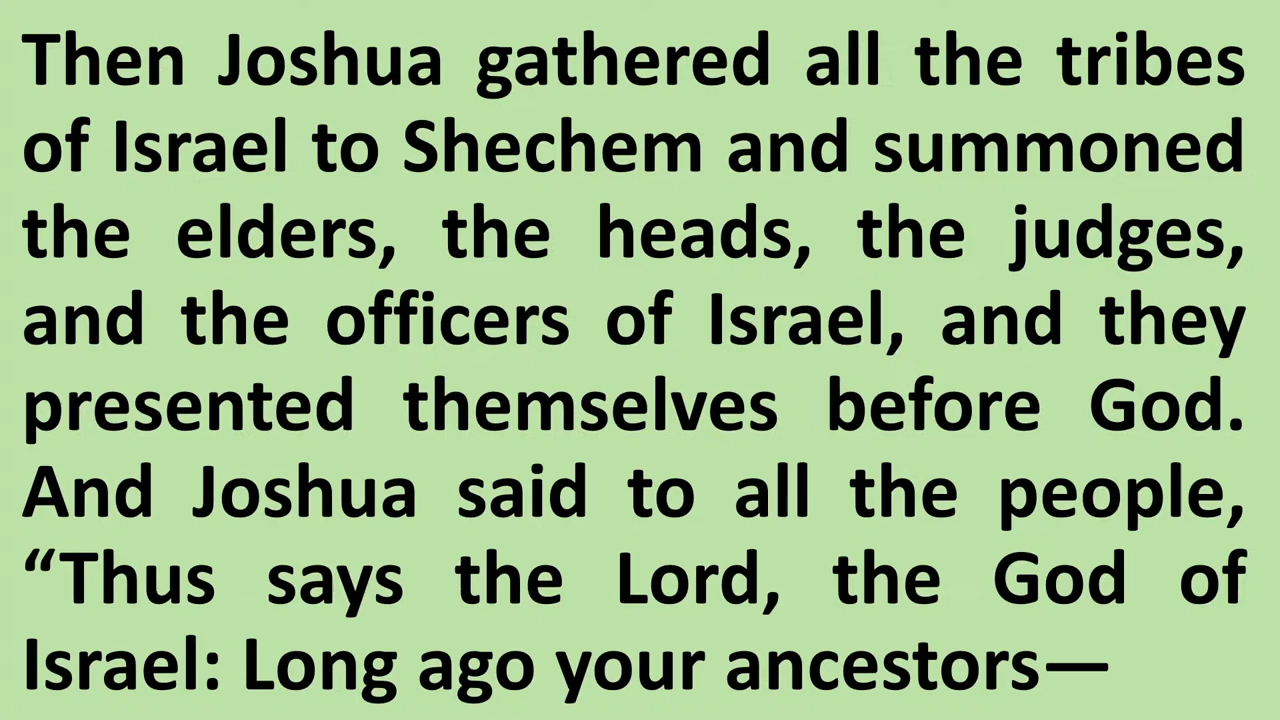 Then Joshua gathered all the tribes
of Israel to Shechem and summoned
the elders, the heads, the judges,
and the officers of Israel, and they
presented themselves before God.
And Joshua said to all the people,
“Thus says the Lord, the God of
Israel: Long ago your ancestors—